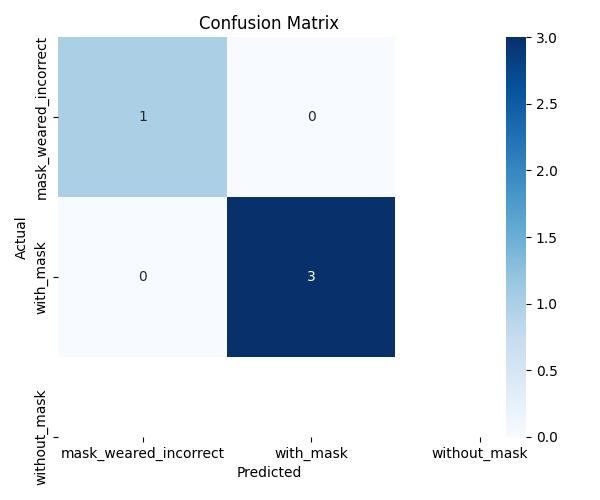 Confusion Matrix
mask_weared_incorrect
with_mask
without_mask
Actual
1
0
0
3
mask_weared_incorrect
with_mask
without_mask
Predicted
3.0
2.5
2.0
1.5
1.0
0.5
0.0